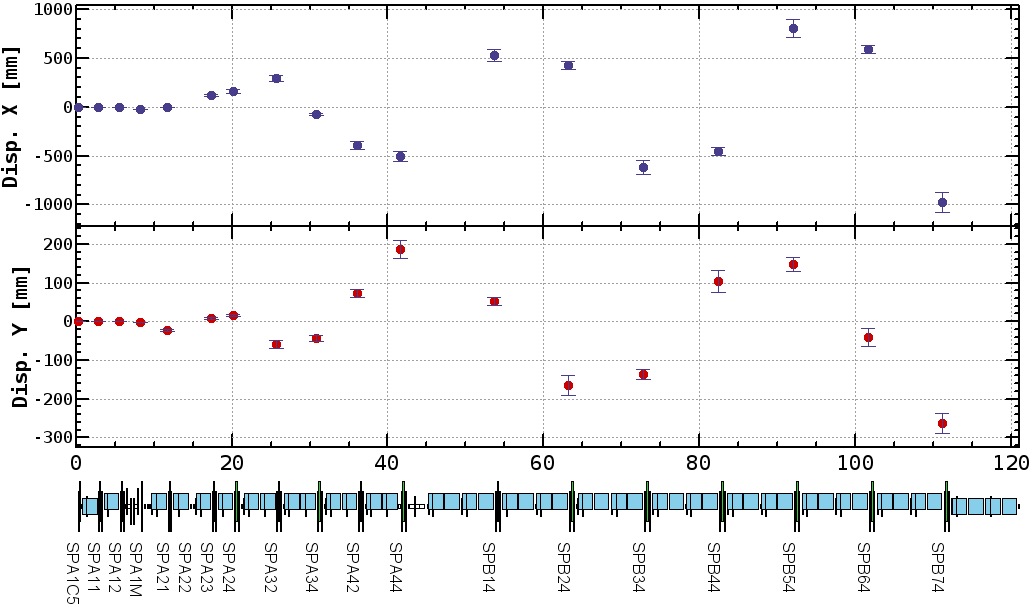 1000
500
0
-500
-1000
Disp. X [mm]
200
100
0
-100
-200
-300
Disp. Y [mm]
0 20 40 60 80 100 120
SPA1C5 SPA11 SPA12 SPA1M SPA21 SPA22 SPA23 SPA24 SPA32 SPA34 SPA42 SPA44 SPB14 SPB24 SPB34 SPB44 SPB54 SPB64 SPB74